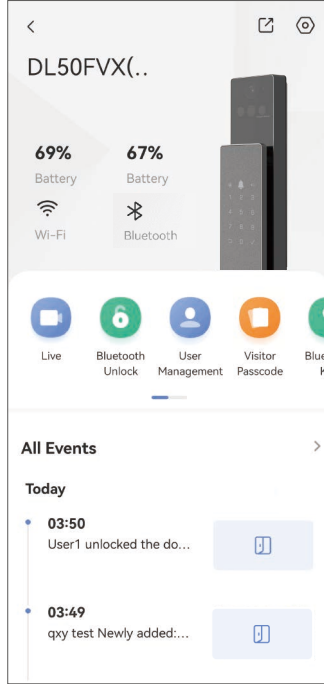 DL50FVX(..
69% 67%
Battery Battery
Wi-Fi Bluetooth
Live
Bluetooth
Unlock
User
Management
Visitor
Passcode
Blue
K
All Events
Today
03:50
User1 unlocked the do...
03:49
qxy test Newly added:...